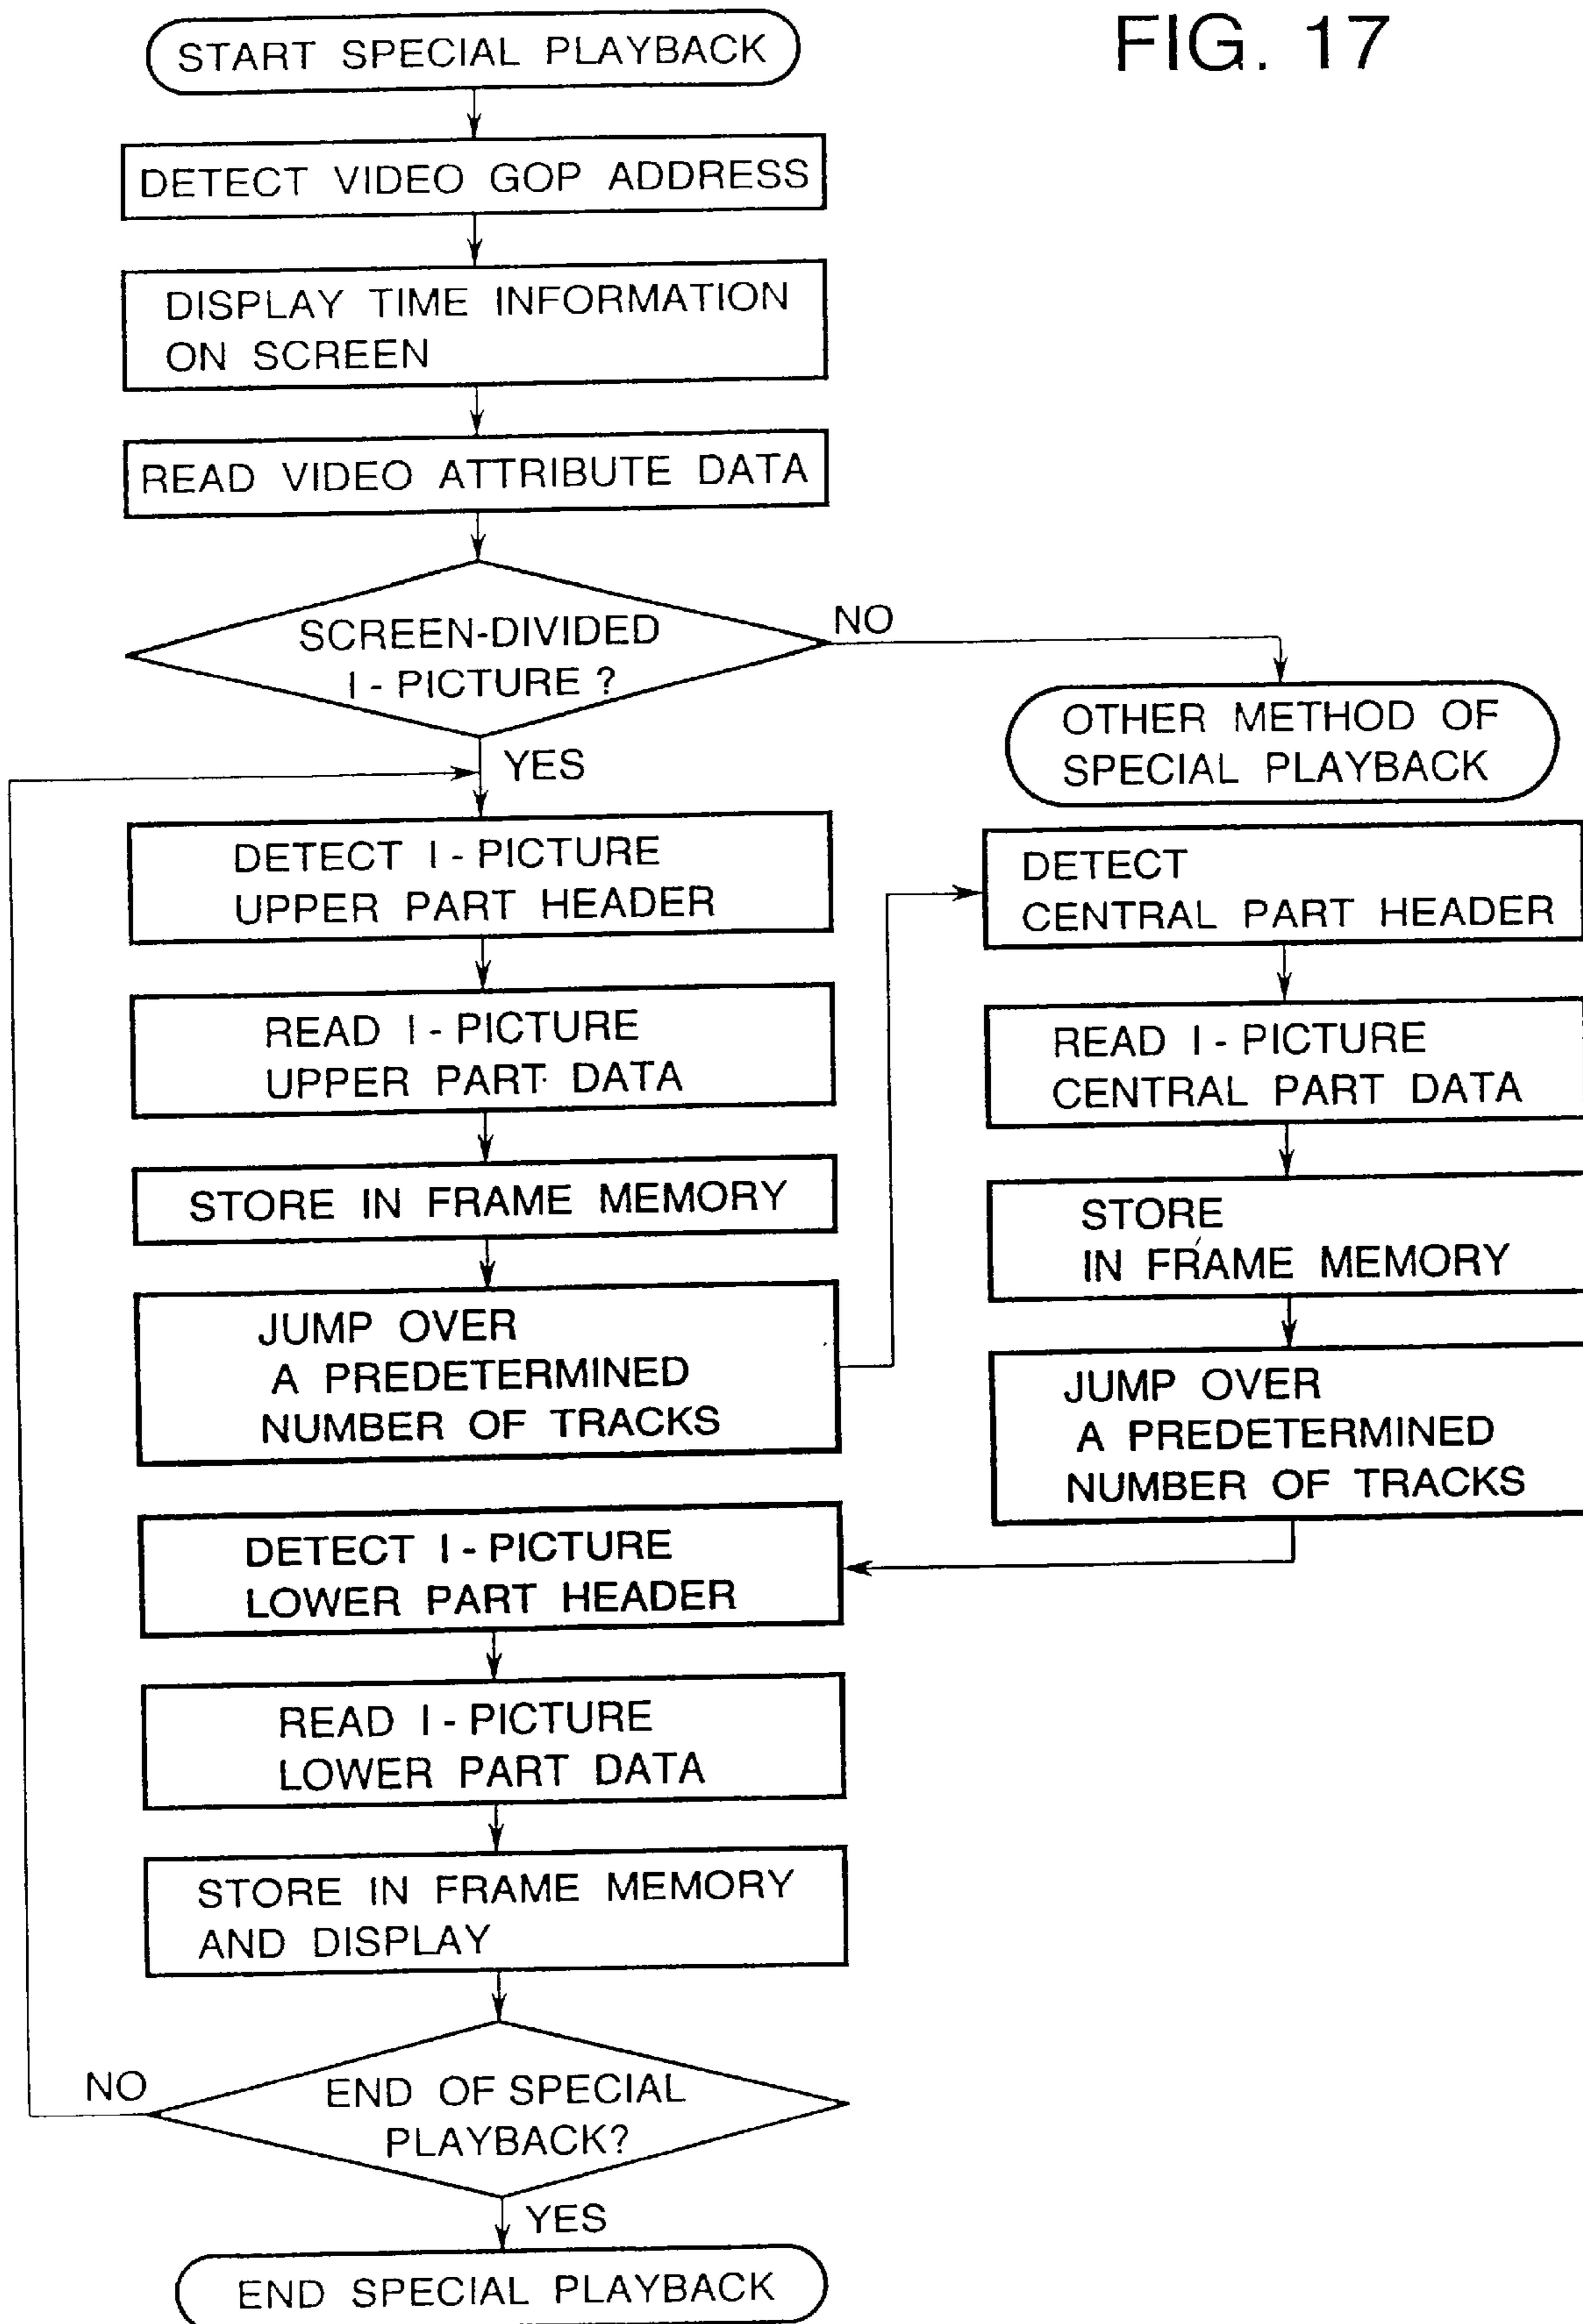 FIG. 17
START SPECIAL PLAYBACK
DETECT VIDEO GOP ADDRESS
DISPLAY TIME INFORMATION
ON SCREEN
READ VIDEO ATTRIBUTE DATA
SCREEN-DIVIDED
I - PICTURE ?
NO
YES
OTHER METHOD OF
SPECIAL PLAYBACK
DETECT I - PICTURE
UPPER PART HEADER
READ I - PICTURE
UPPER PART DATA
STORE IN FRAME MEMORY
JUMP OVER
A PREDETERMINED
NUMBER OF TRACKS
DETECT
CENTRAL PART HEADER
READ I - PICTURE
CENTRAL PART DATA
STORE
IN FRAME MEMORY
JUMP OVER
A PREDETERMINED
NUMBER OF TRACKS
DETECT I - PICTURE
LOWER PART HEADER
READ I - PICTURE
LOWER PART DATA
STORE IN FRAME MEMORY
AND DISPLAY
END OF SPECIAL
PLAYBACK?
NO
YES
END SPECIAL PLAYBACK